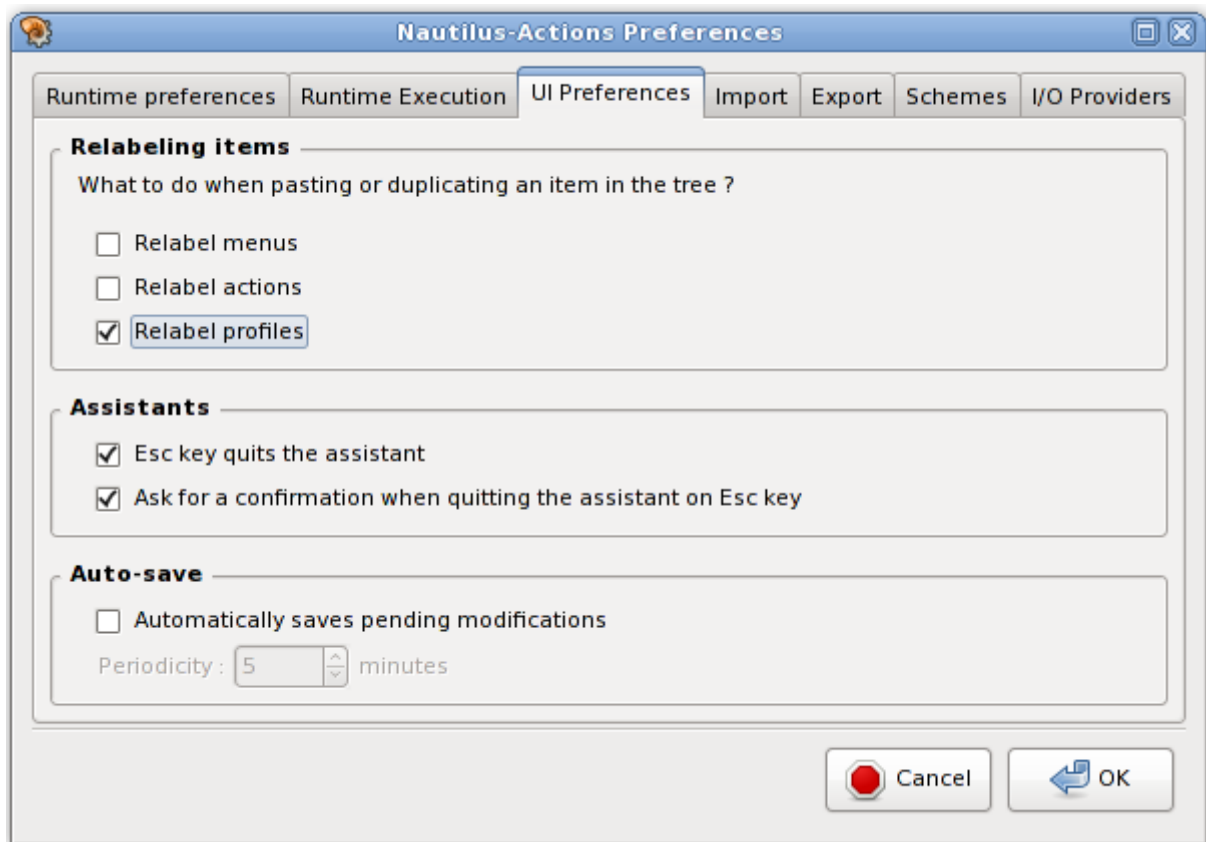 Nautilus-Actions Preferences
Runtime preferences Runtime Execution UI Preferences Import Export Schemes I/O Providers
Relabeling items
What to do when pasting or duplicating an item in the tree ?
Relabel menus
Relabel actions
Relabel profiles
Assistants
Esc key quits the assistant
Ask for a confirmation when quitting the assistant on Esc key
Auto-save
Automatically saves pending modifications
Periodicity : 5 minutes
Cancel OK